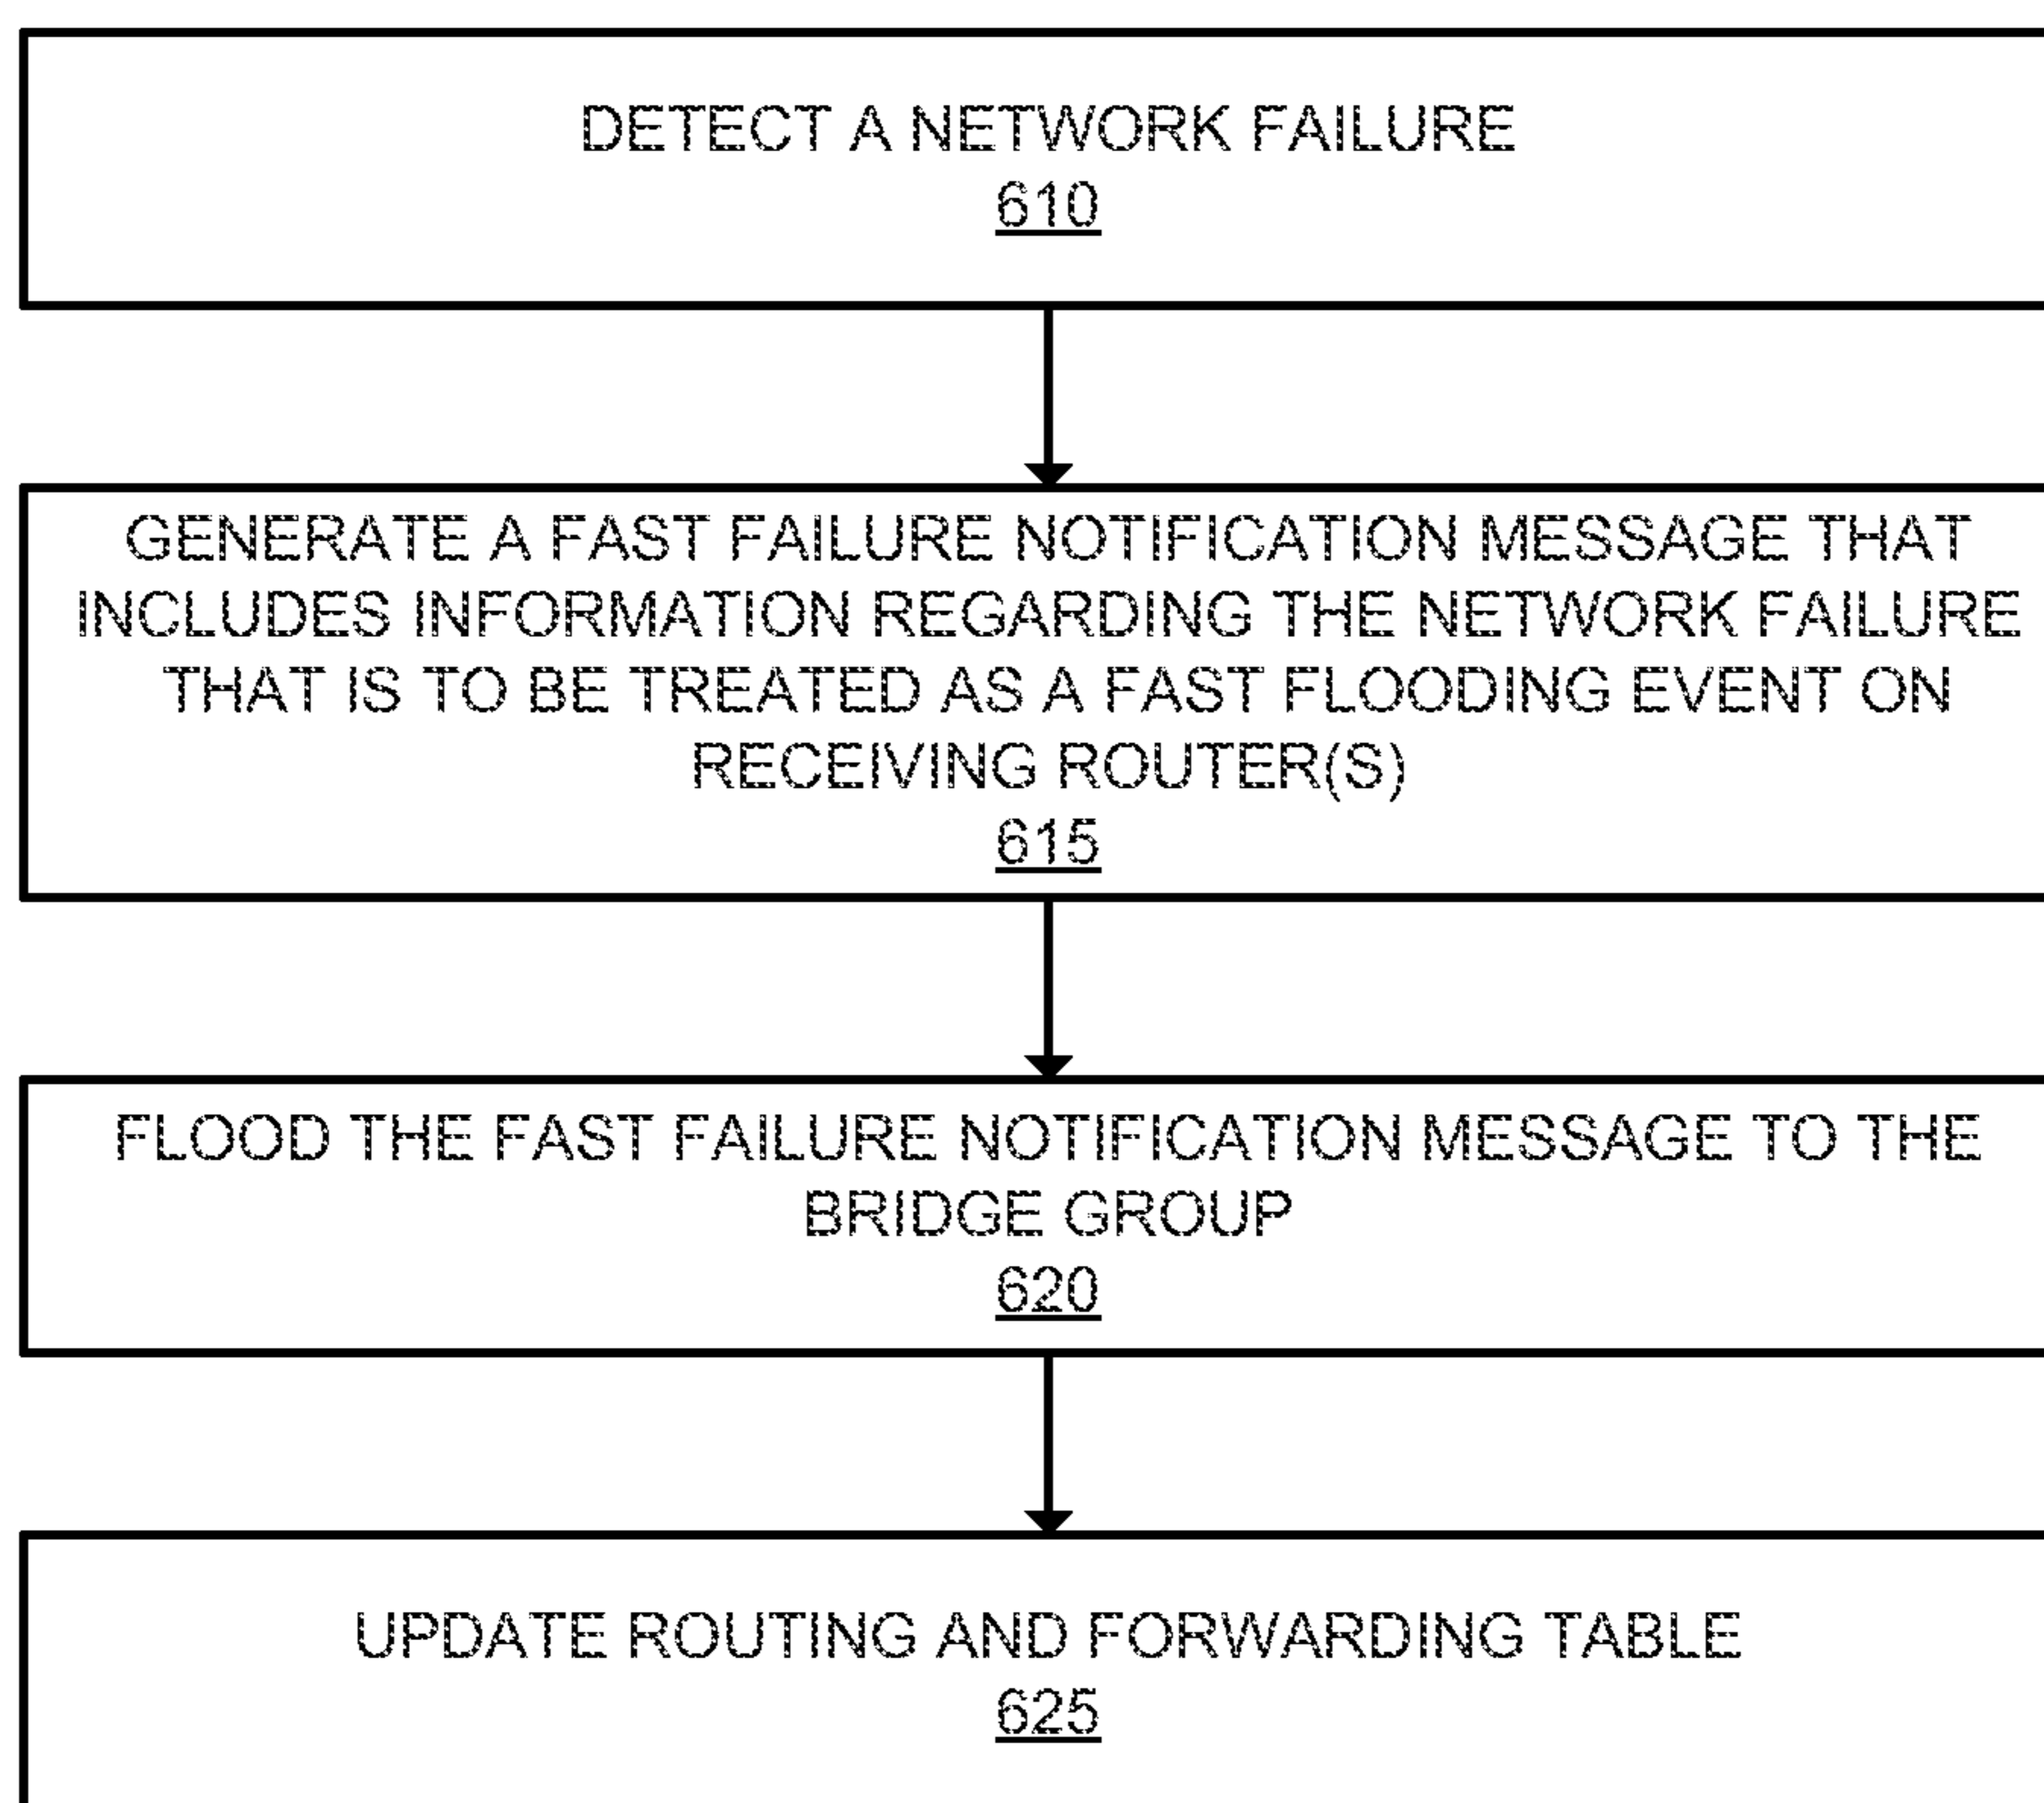 DETECT A NETWORK FAILURE
610
GENERATE A FAST FAILURE NOTIFICATION MESSAGE THAT
INCLUDES INFORMATION REGARDING THE NETWORK FAILURE
THAT IS TO BE TREATED AS A FAST FLOODING EVENT ON
RECEIVING ROUTER(S)
615
FLOOD THE FAST FAILURE NOTIFICATION MESSAGE TO THE
BRIDGE GROUP
620
UPDATE ROUTING AND FORWARDING TABLE
625